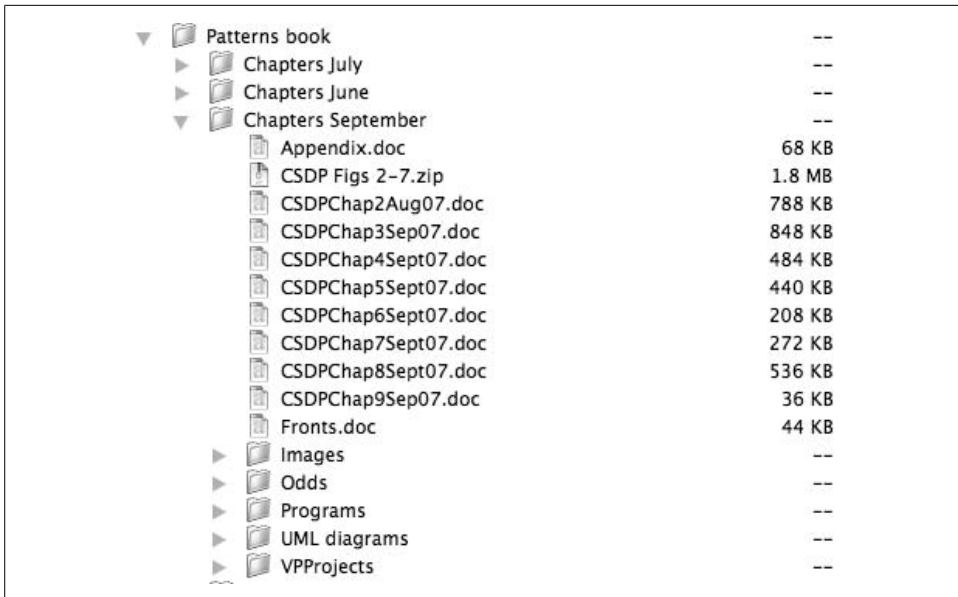 Patterns book --
Chapters July --
Chapters June --
Chapters September --
Appendix.doc 68 KB
CSDP Figs 2-7.zip 1.8 MB
CSDPChap2Aug07.doc 788 KB
CSDPChap3Sep07.doc 848 KB
CSDPChap4Sept07.doc 484 KB
CSDPChap5Sept07.doc 440 KB
CSDPChap6Sept07.doc 208 KB
CSDPChap7Sept07.doc 272 KB
CSDPChap8Sept07.doc 536 KB
CSDPChap9Sep07.doc 36 KB
Fronts.doc 44 KB
Images --
Odds --
Programs --
UML diagrams --
VPProjects --